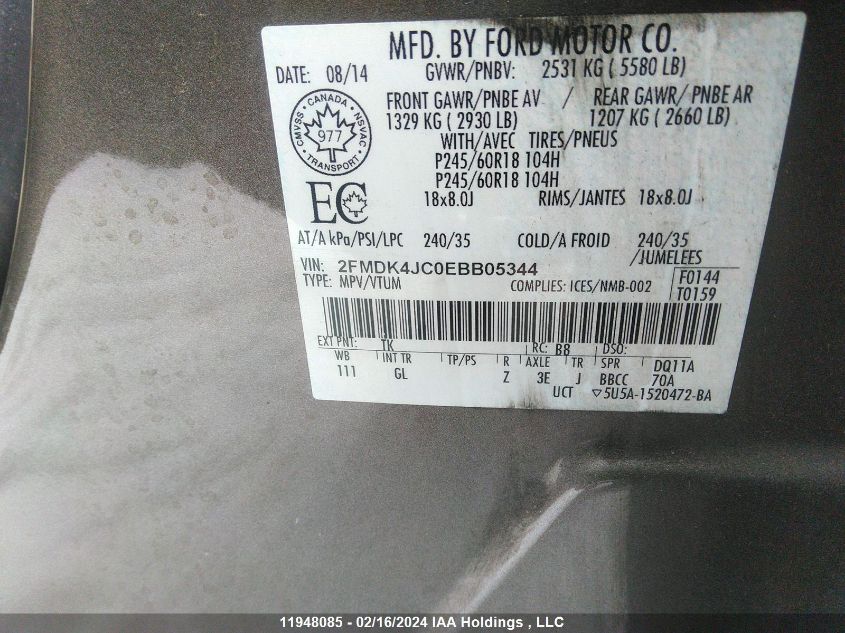 MFD. BY FORD MOTOR CO.
DATE: 08/14
GVWR/PNBV: 2531 KG ( 5580 LB)
FRONT GAWR/PNBE AV / REAR GAWR/ PNBE AR
1329 KG ( 2930 LB) 1207 KG ( 2660 LB)
WITH/AVEC TIRES/PNEUS
P245/60R18 104H
P245/60R18 104H
18x8.0J RIMS/JANTES 18x8.0J
CANADA
CMVSS NSVAC
977
TRANSPORT
EC
AT/A kPa/PSI/LPC 240/35 COLD/A FROID 240/35
/JUMELEES
VIN: 2FMDK4JC0EBB05344
TYPE: MPV/VTUM COMPLIES: ICES/NMB-002
F0144
T0159
EXT PNT: TK RC: B8 DSO:
WB INT TR TP/PS R AXLE TR SPR DQ11A
111 GL Z 3E J BBCC 70A
UCT ▽5U5A-1520472-BA
11948085 - 02/16/2024 IAA Holdings , LLC